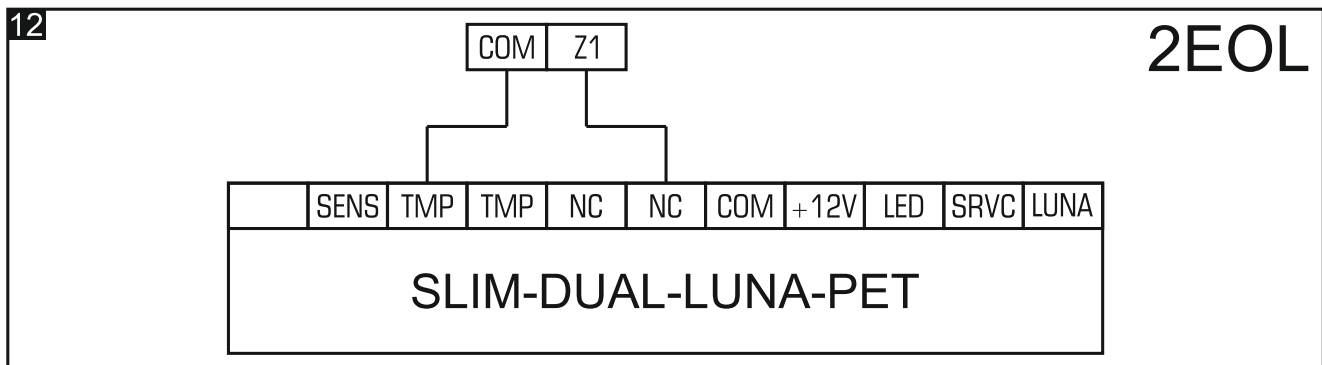 12
2EOL
COM Z1
SENS TMP TMP NC NC COM +12V LED SRVC LUNA
SLIM-DUAL-LUNA-PET